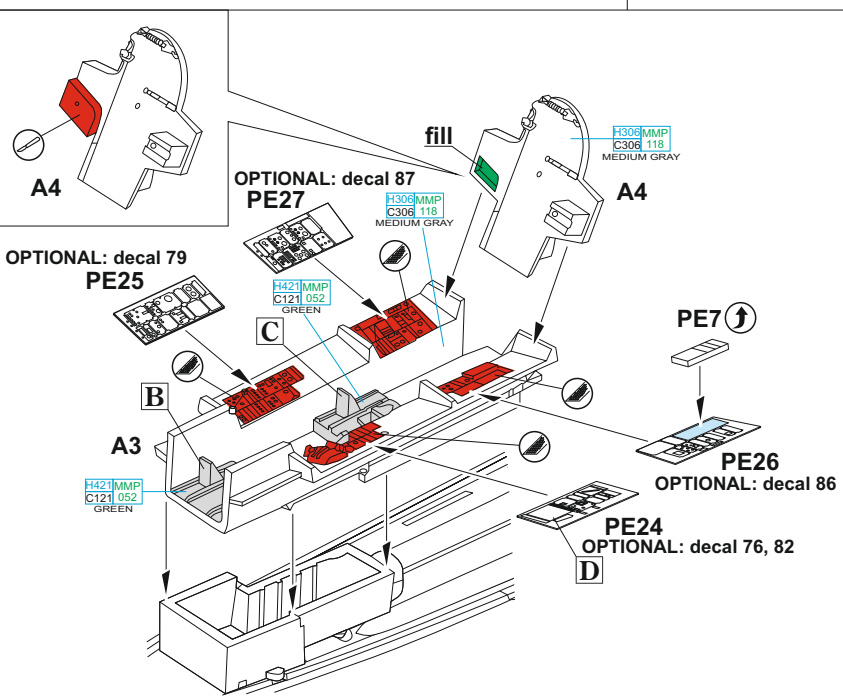 A4
fill
H306 MMP
C306 118
MEDIUM GRAY
A4
OPTIONAL: decal 87
PE27
H306 MMP
C306 118
MEDIUM GRAY
OPTIONAL: decal 79
PE25
H421 MMP
C121 052
GREEN
C
PE7
B
A3
H421 MMP
C121 052
GREEN
PE26
OPTIONAL: decal 86
PE24
OPTIONAL: decal 76, 82
D